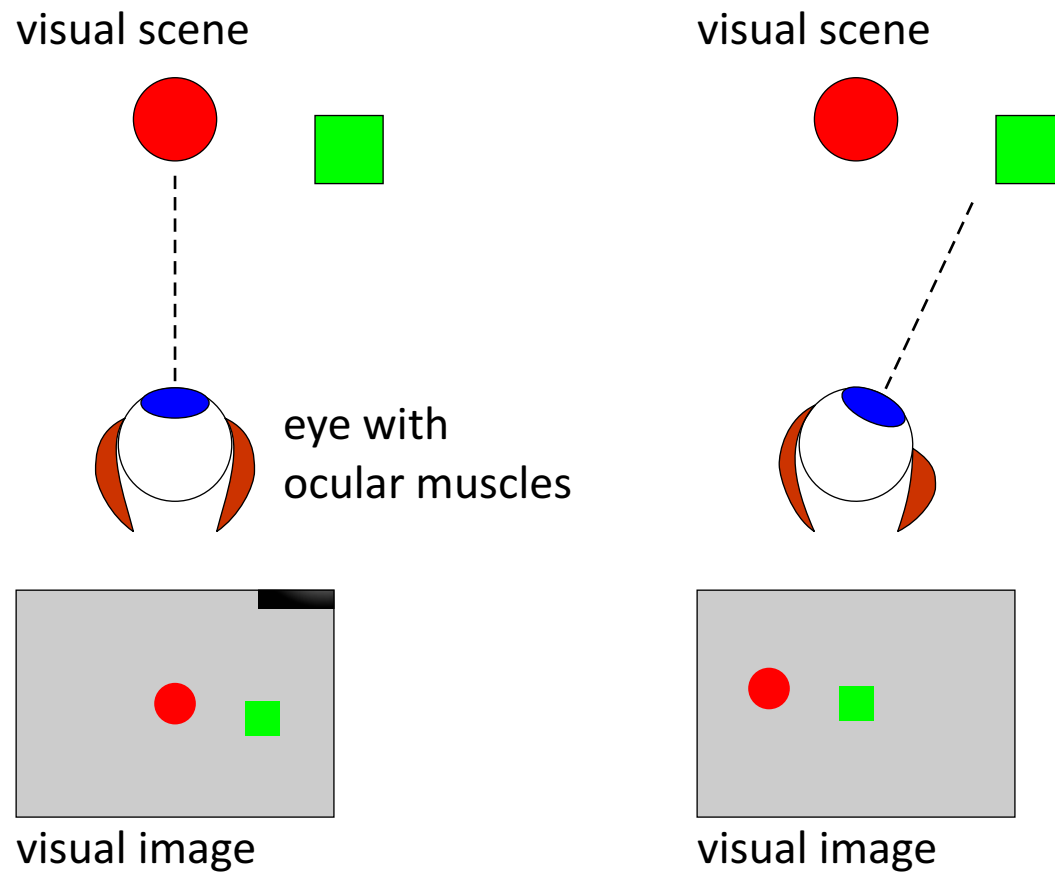 visual scene
visual scene
eye with
ocular muscles
visual image
visual image